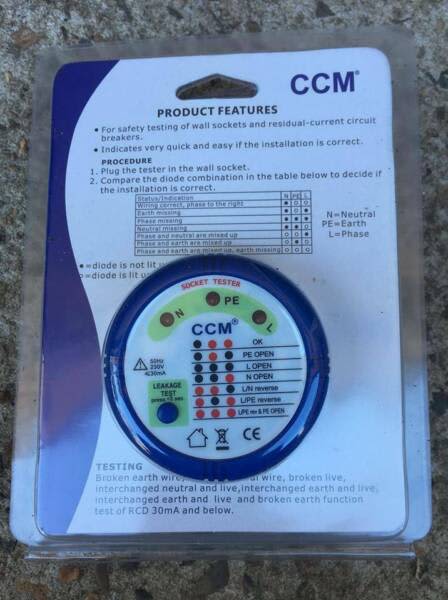 CCM®
PRODUCT FEATURES
• For safety testing of wall sockets and residual-current circuit
breakers.
• Indicates very quick and easy if the installation is correct.
PROCEDURE
1. Plug the tester in the wall socket.
2. Compare the diode combination in the table below to decide if
the installation is correct.
Status/Indication N PE L
Wiring correct, phase to the right
Earth missing
Phase missing
Neutral missing
Phase and neutral are mixed up
Phase and earth are mixed up
Phase and earth are mixed up, earth missing
N=Neutral
PE=Earth
L=Phase
●=diode is not lit u
○=diode is lit u
SOCKET TESTER
N PE L
CCM®
50Hz
230V
≤30mA
OK
PE OPEN
L OPEN
N OPEN
L/N reverse
L/PE reverse
L/PE rev & PE OPEN
LEAKAGE
TEST
CE
TESTING
Broken earth wire, wire, broken live,
interchanged neutral and live, interchanged earth and live,
interchanged earth and live and broken earth function
test of RCD 30mA and below.